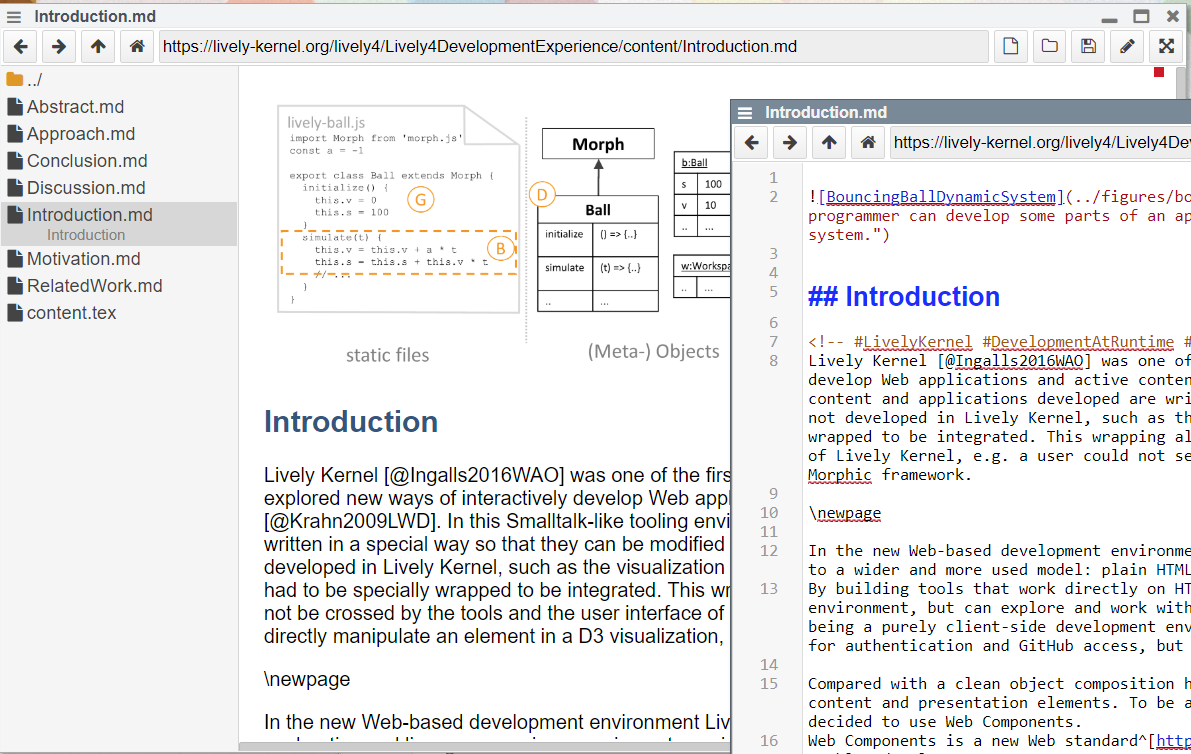 Introduction.md
https://lively-kernel.org/lively4/Lively4DevelopmentExperience/content/Introduction.md
../
Abstract.md
Approach.md
Conclusion.md
Discussion.md
Introduction.md
Introduction
Motivation.md
RelatedWork.md
content.tex
lively-ball.js
import Morph from 'morph.js'
const a = -1
export class Ball extends Morph {
initialize() {
this.v = 0
this.s = 100
}
simulate(t) {
this.v = this.v + a * t
this.s = this.s + this.v * t
// ...
}
}
G
B
static files
Morph
D
Ball
initialize () => {..}
simulate (t) => {..}
.. ...
b:Ball
s 100
v 10
.. ...
w:Workspa
.. ...
(Meta-) Objects
Introduction
Lively Kernel [@Ingalls2016WAO] was one of the firs
explored new ways of interactively develop Web appl
[@Krahn2009LWD]. In this Smalltalk-like tooling envi
written in a special way so that they can be modified
developed in Lively Kernel, such as the visualization
had to be specially wrapped to be integrated. This wr
not be crossed by the tools and the user interface of
directly manipulate an element in a D3 visualization,
\newpage
In the new Web-based development environment Liv
Introduction.md
https://lively-kernel.org/lively4/Lively4Dev
1
2 ![BouncingBallDynamicSystem](../figures/bo
programmer can develop some parts of an ap
system.")
3
4
5 ## Introduction
6
7 <!-- #LivelyKernel #DevelopmentAtRuntime #
8 Lively Kernel [@Ingalls2016WAO] was one of
develop Web applications and active conten
content and applications developed are wri
not developed in Lively Kernel, such as th
wrapped to be integrated. This wrapping al
of Lively Kernel, e.g. a user could not se
Morphic framework.
9
10 \newpage
11
12 In the new Web-based development environme
to a wider and more used model: plain HTML
13 By building tools that work directly on HT
environment, but can explore and work with
being a purely client-side development env
for authentication and GitHub access, but
14
15 Compared with a clean object composition h
content and presentation elements. To be a
decided to use Web Components.
16 Web Components is a new Web standard^[http